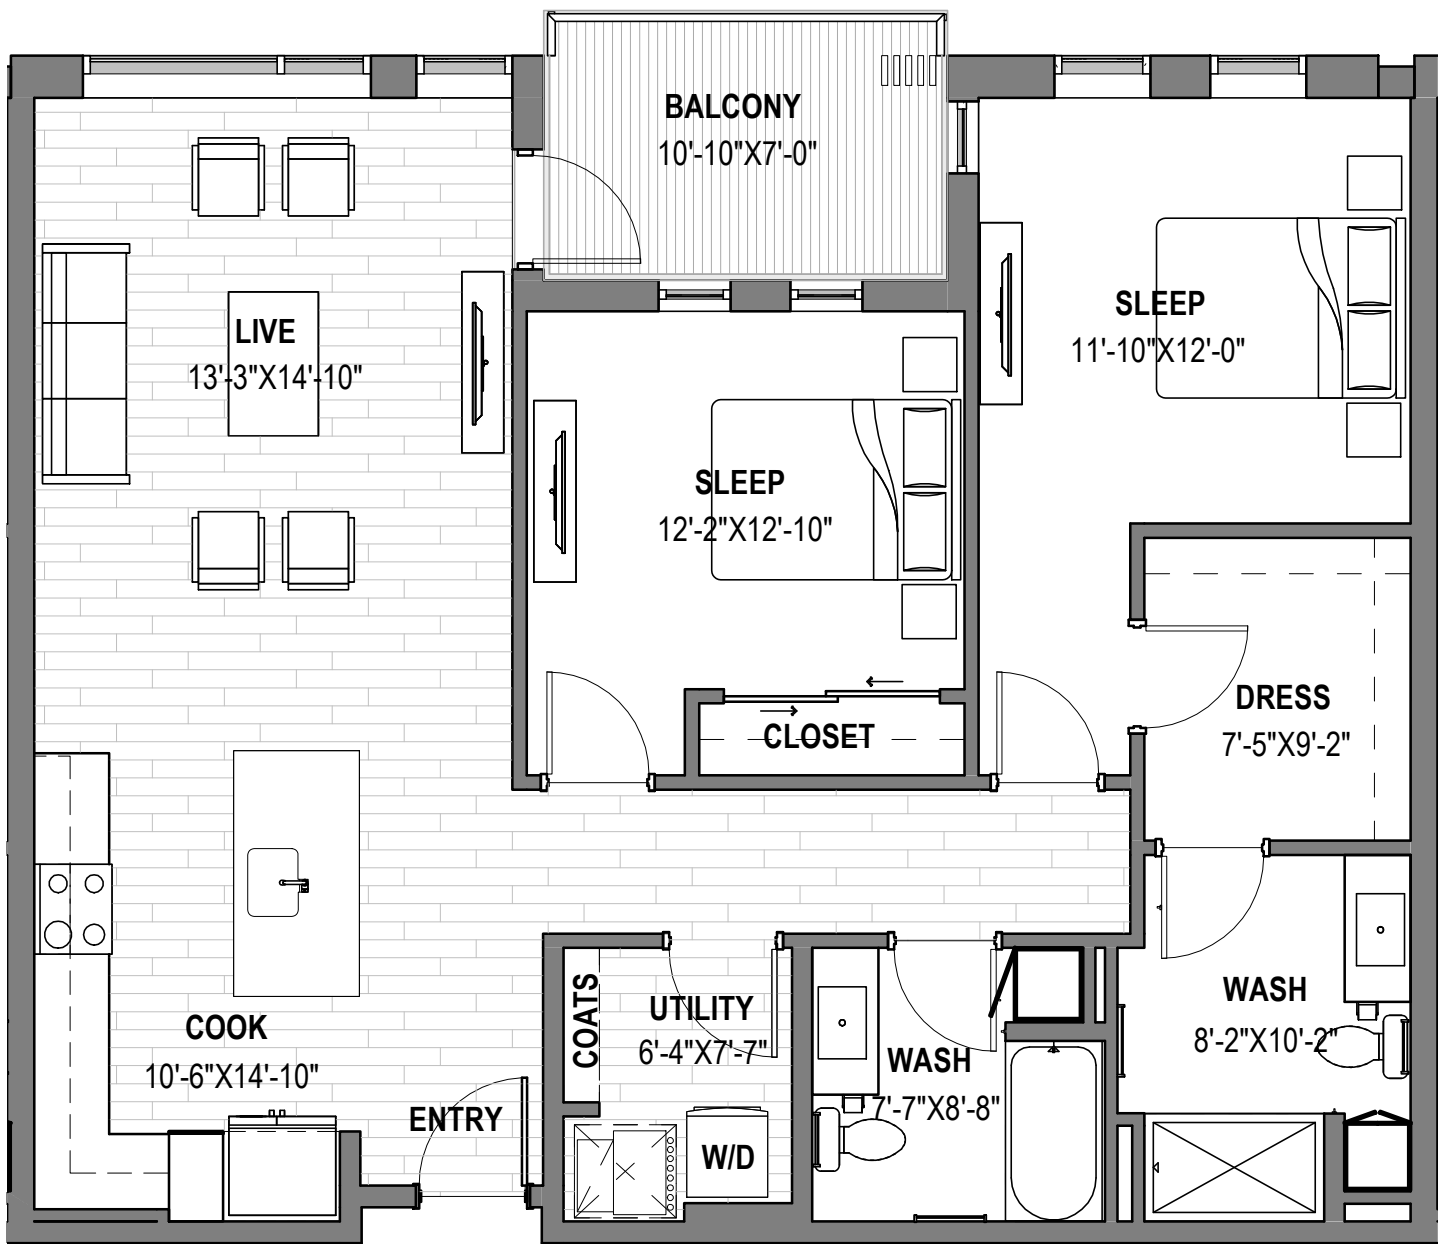 BALCONY
10'-10"X7'-0"
LIVE
13'-3"X14'-10"
SLEEP
11'-10"X12'-0"
SLEEP
12'-2"X12'-10"
DRESS
7'-5"X9'-2"
CLOSET
COOK
10'-6"X14'-10"
ENTRY
COATS
UTILITY
6'-4"X7'-7"
W/D
WASH
7'-7"X8'-8"
WASH
8'-2"X10'-2"